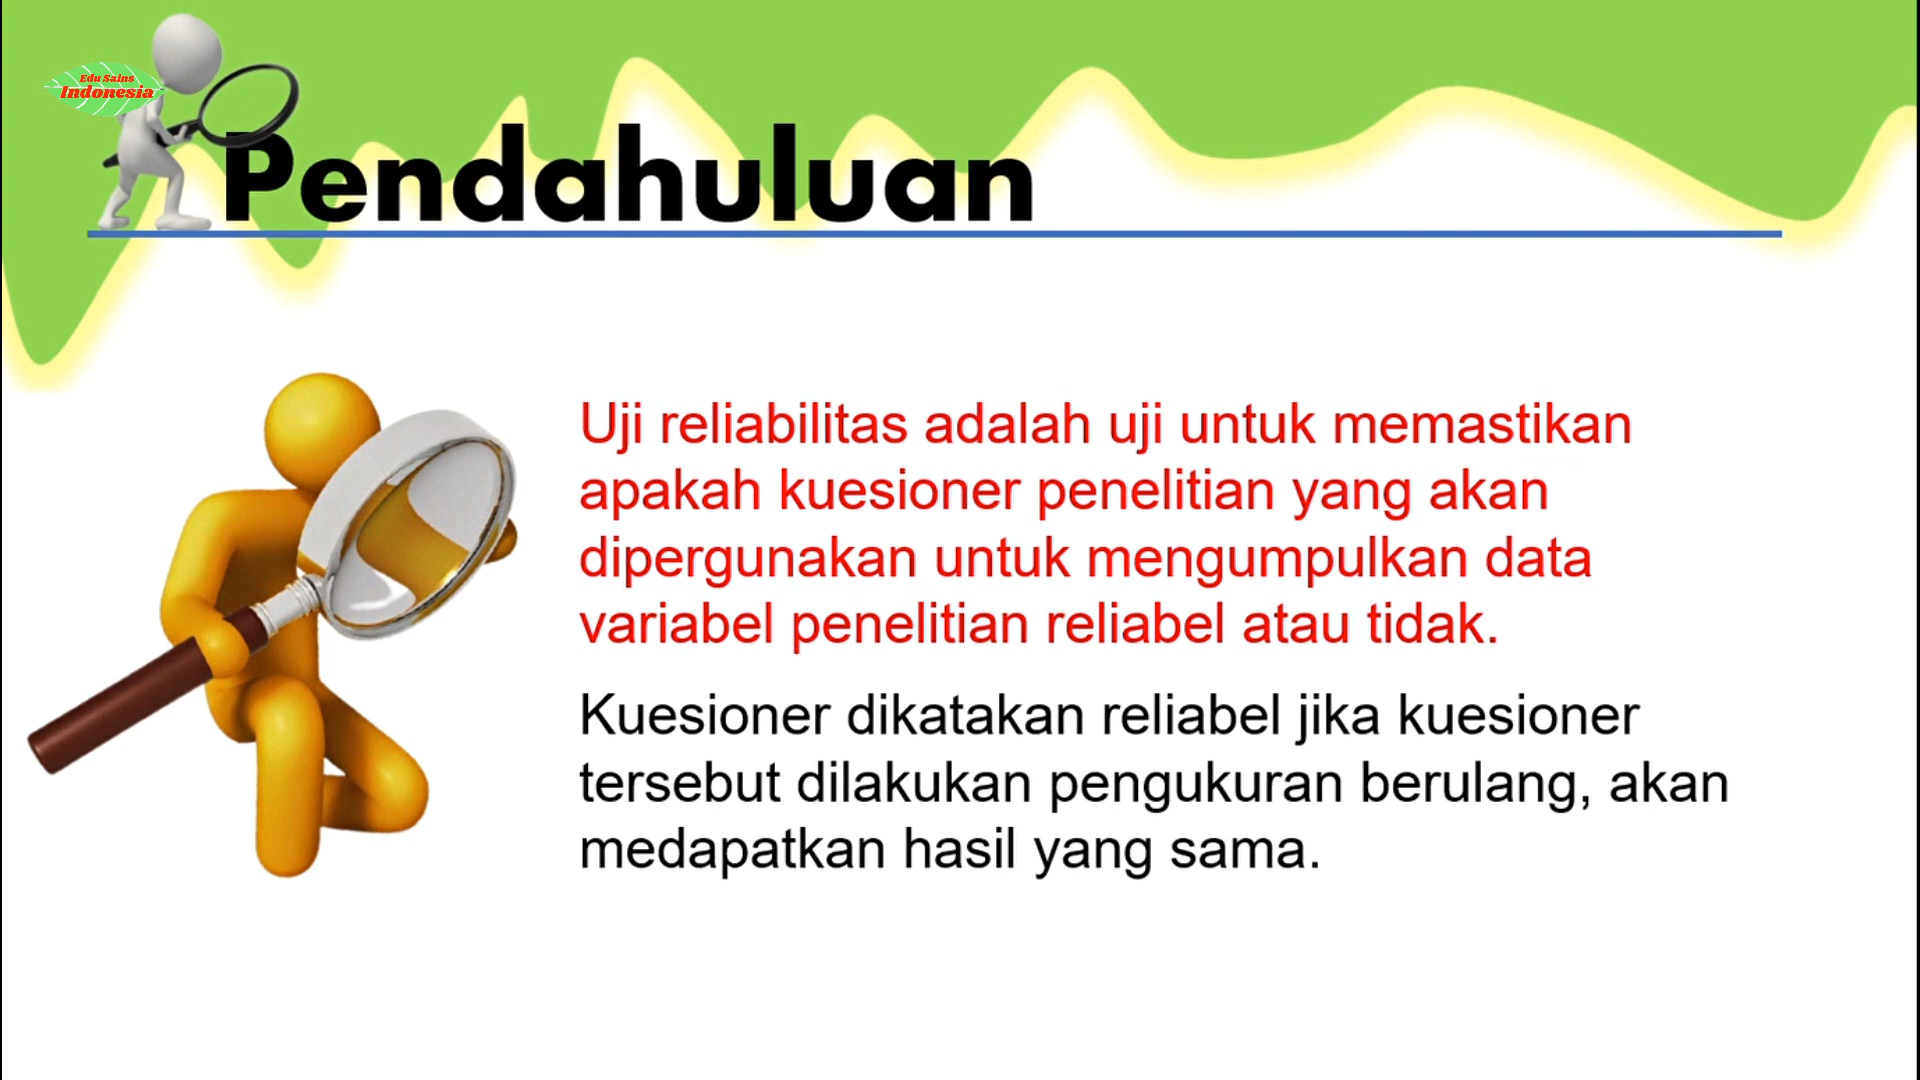 Edu Sains
Indonesia
Pendahuluan
Uji reliabilitas adalah uji untuk memastikan
apakah kuesioner penelitian yang akan
dipergunakan untuk mengumpulkan data
variabel penelitian reliabel atau tidak.
Kuesioner dikatakan reliabel jika kuesioner
tersebut dilakukan pengukuran berulang, akan
medapatkan hasil yang sama.